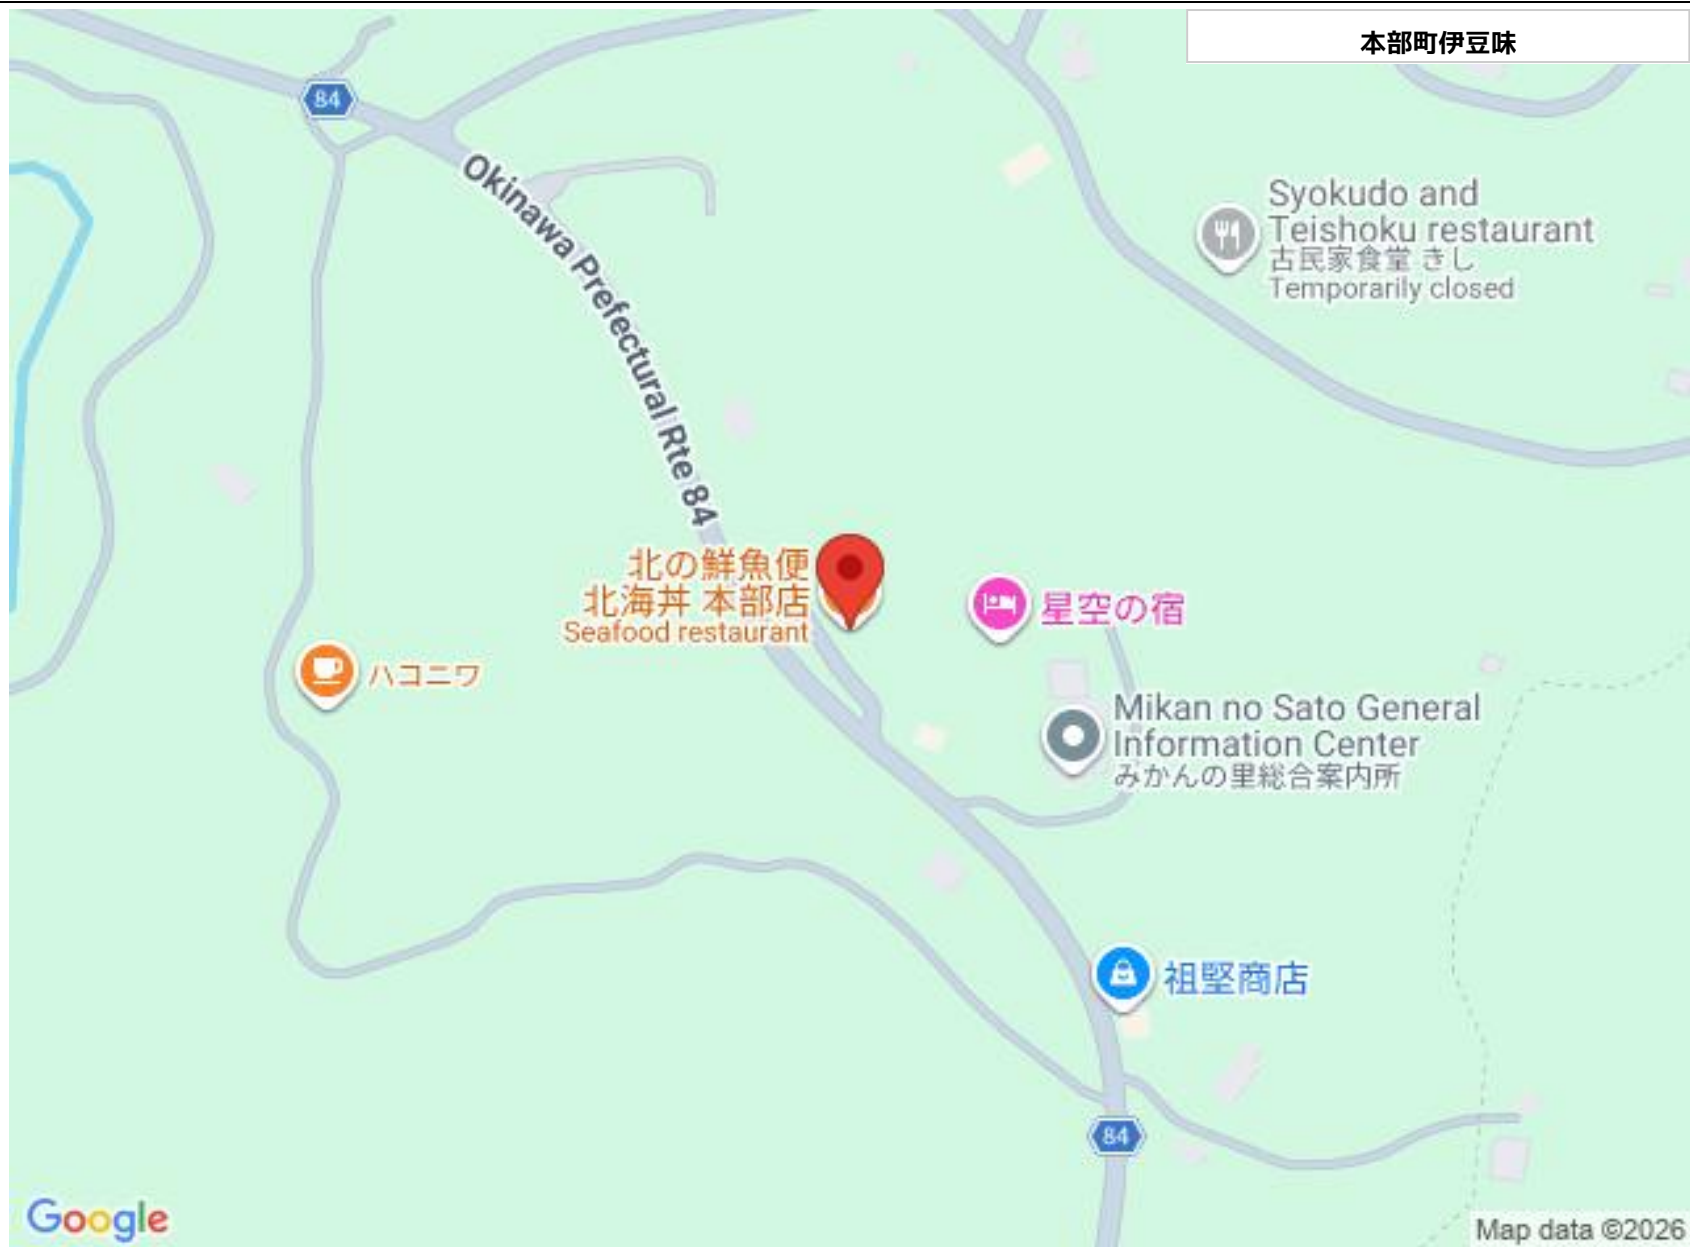 本部町伊豆味
84
Okinawa Prefectural Rte 84
Syokudo and
Teishoku restaurant
古民家食堂 きし
Temporarily closed
北の鮮魚便
北海丼 本部店
Seafood restaurant
星空の宿
ハコニワ
Mikan no Sato General
Information Center
みかんの里総合案内所
祖堅商店
84
Google
Map data ©2026